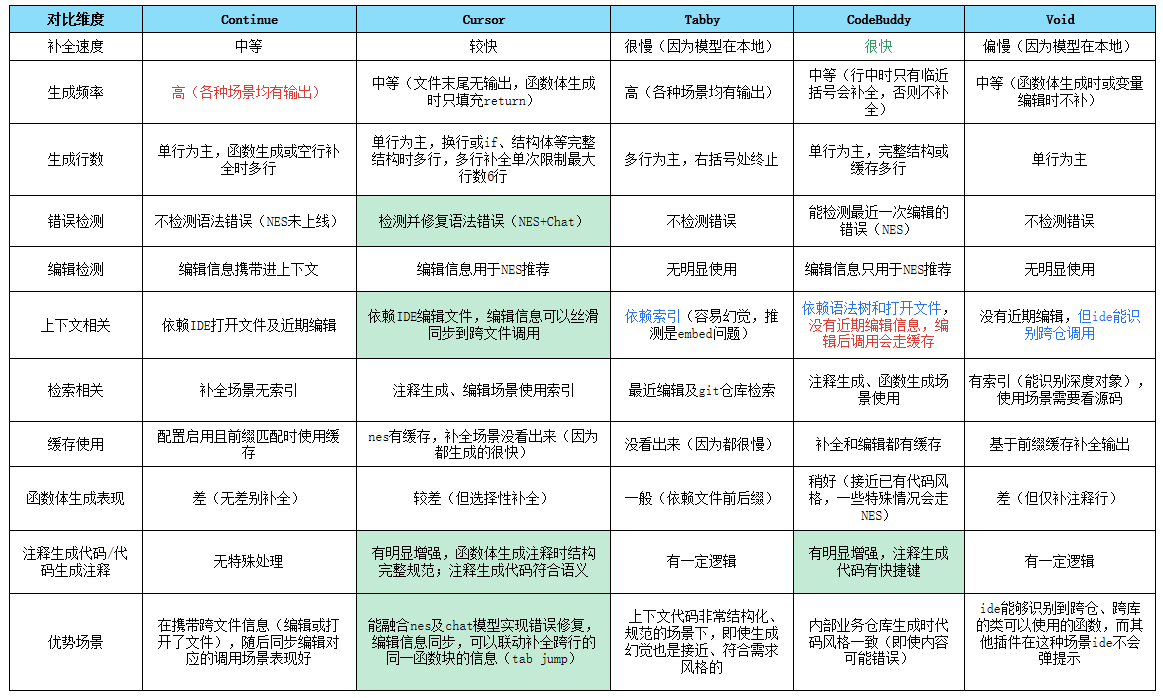 对比维度 Continue Cursor Tabby CodeBuddy Void
补全速度 中等 较快 很慢（因为模型在本地） 很快 偏慢（因为模型在本地）
生成频率
高（各种场景均有输出）
中等（文件末尾无输出，函数体生成
时只填充return）
高（各种场景均有输出）
中等（行中时只有临近
括号会补全，否则不补
全）
中等（函数体生成时或变量
编辑时不补）
生成行数
单行为主，函数生成或空行补
全时多行
单行为主，换行或if、结构体等完整
结构时多行，多行补全单次限制最大
行数6行
多行为主，右括号处终止
单行为主，完整结构或
缓存多行
单行为主
错误检测
不检测语法错误（NES未上线）
检测并修复语法错误（NES+Chat）
不检测错误
能检测最近一次编辑的
错误（NES）
不检测错误
编辑检测 编辑信息携带进上下文 编辑信息用于NES推荐 无明显使用 编辑信息只用于NES推荐 无明显使用
上下文相关
依赖IDE打开文件及近期编辑
依赖IDE编辑文件，编辑信息可以丝滑
同步到跨文件调用
依赖索引（容易幻觉，推
测是embed问题）
依赖语法树和打开文件，
没有近期编辑信息，编
辑后调用会走缓存
没有近期编辑，但ide能识
别跨仓调用
检索相关
补全场景无索引
注释生成、编辑场景使用索引
最近编辑及git仓库检索
注释生成、函数生成场
景使用
有索引（能识别深度对象），
使用场景需要看源码
缓存使用
配置启用且前缀匹配时使用缓
存
nes有缓存，补全场景没看出来（因为
都生成的很快）
没看出来（因为都很慢）
补全和编辑都有缓存
基于前缀缓存补全输出
函数体生成表现
差（无差别补全）
较差（但选择性补全）
一般（依赖文件前后缀）
稍好（接近已有代码风
格，一些特殊情况会走
NES）
差（但仅补注释行）
注释生成代码/代
码生成注释
无特殊处理
有明显增强，函数体生成注释时结构
完整规范；注释生成代码符合语义
有一定逻辑
有明显增强，注释生成
代码有快捷键
有一定逻辑
优势场景
在携带跨文件信息（编辑或打
开了文件），随后同步编辑对
应的调用场景表现好
能融合nes及chat模型实现错误修复，
编辑信息同步，可以联动补全跨行的
同一函数块的信息（tab jump）
上下文代码非常结构化、
规范的场景下，即使生成
幻觉也是接近、符合需求
风格的
内部业务仓库生成时代
码风格一致（即使内容
可能错误）
ide能够识别到跨仓、跨库
的类可以使用的函数，而其
他插件在这种场景ide不会
弹提示